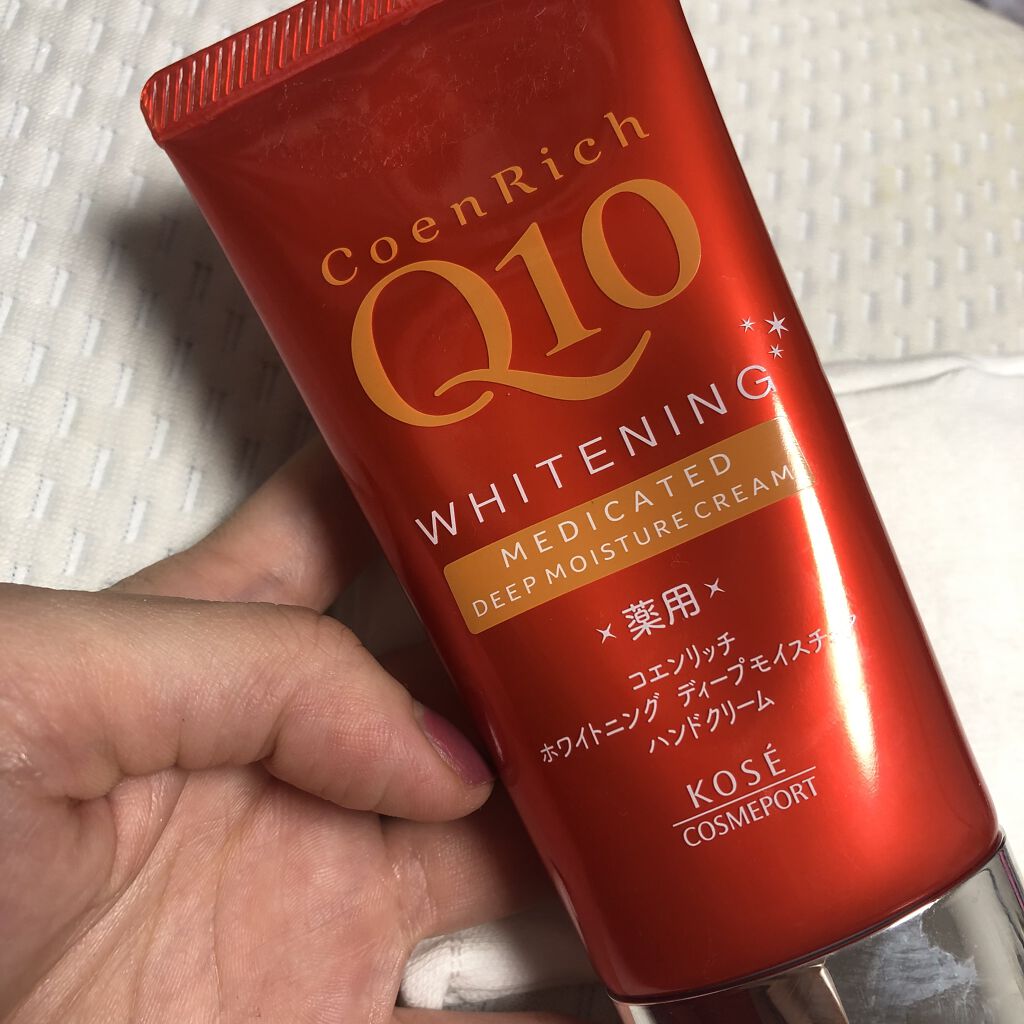 CoenRich
Q10
WHITENING
MEDICATED
DEEP MOISTURE CREAM
薬用
コエンリッチ
ホワイトニング ディープモイスチュア
ハンドクリーム
KOSÉ
COSMEPORT